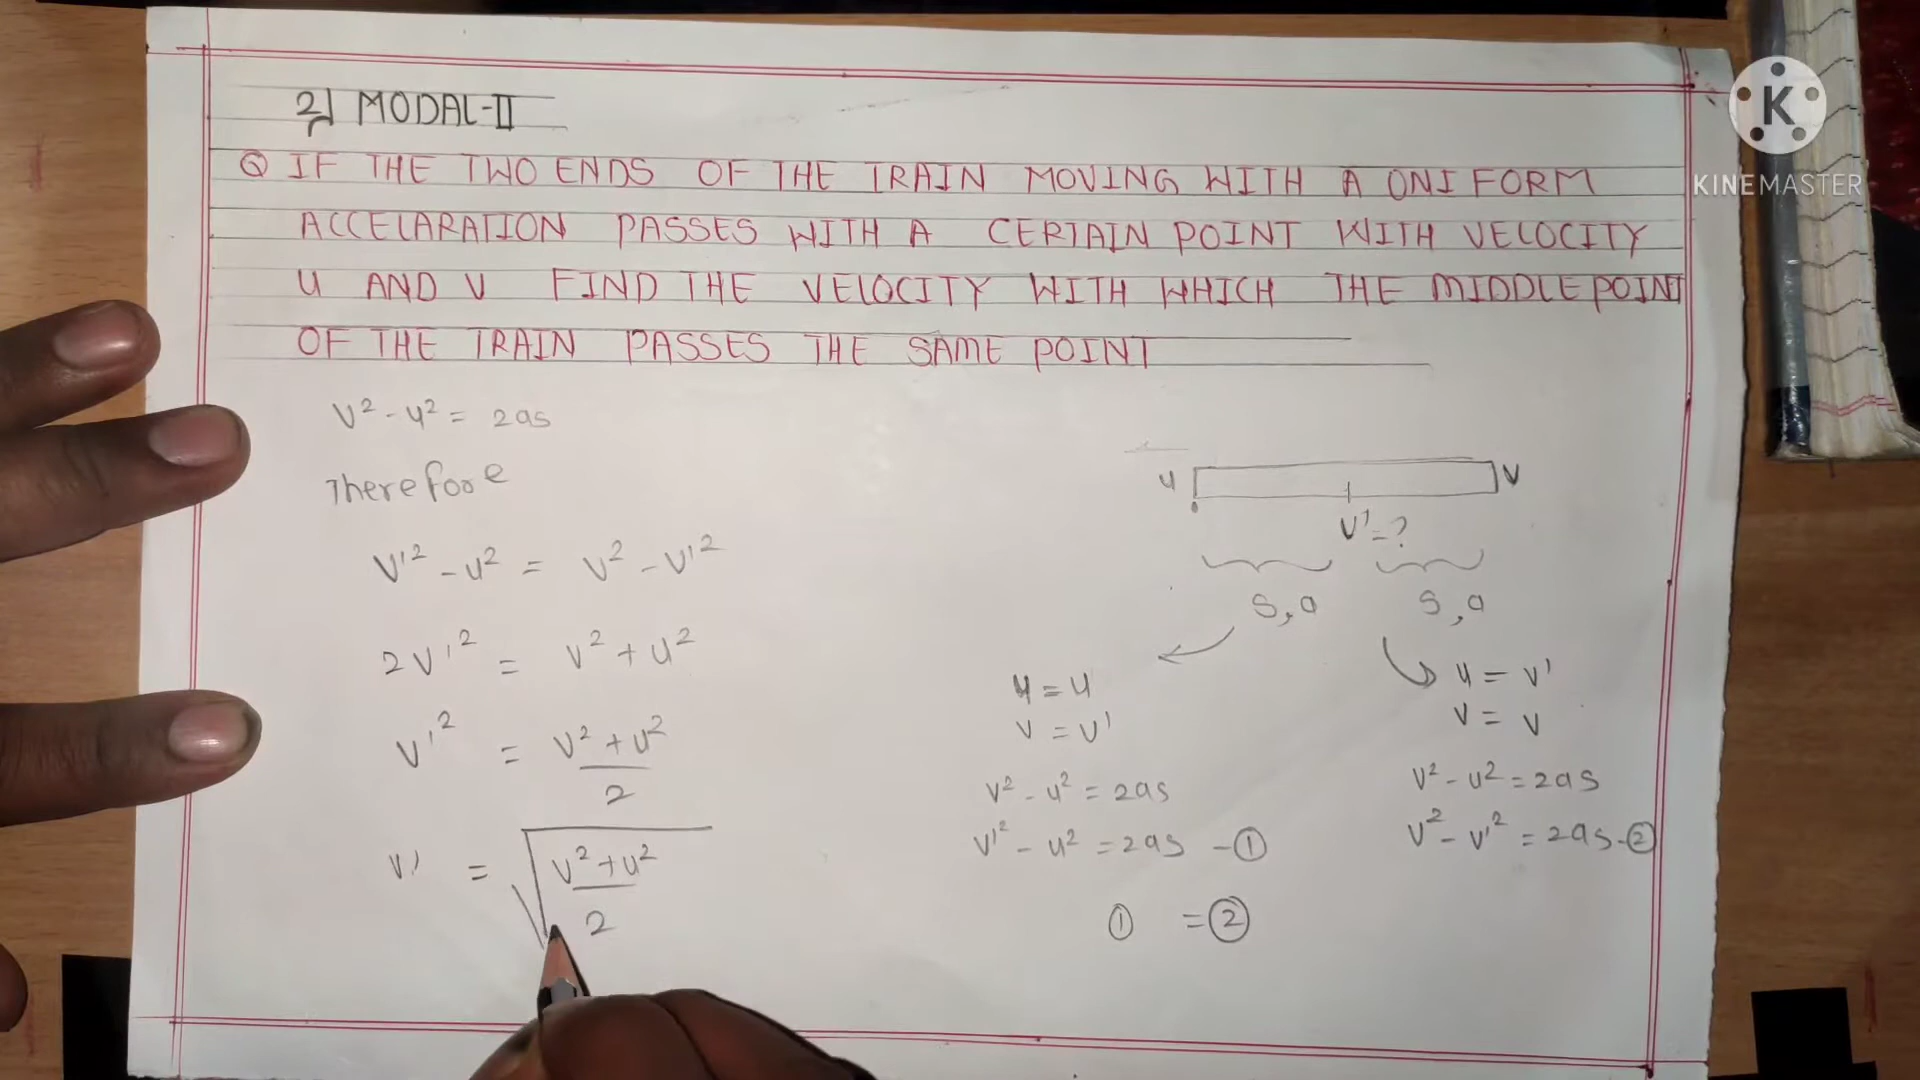 2) MODAL-II
Q IF THE TWO ENDS OF THE TRAIN MOVING WITH A ONIFORM
ACCELARATION PASSES WITH A CERTAIN POINT WITH VELOCITY
U AND V FIND THE VELOCITY WITH WHICH THE MIDDLE POINT
OF THE TRAIN PASSES THE SAME POINT
V² - u² = 2as
Therefore
V'² - u² = V² - V'²
2V'² = V² + u²
V'² = (V² + u²)/2
V' = √((V² + u²)/2)
u V
V' = ?
S, a S, a
u = u
V = V'
V² - u² = 2as
V'² - u² = 2as - ①
① = ②
u = V'
V = V
V² - u² = 2as
V² - V'² = 2as - ②
K
KINEMASTER